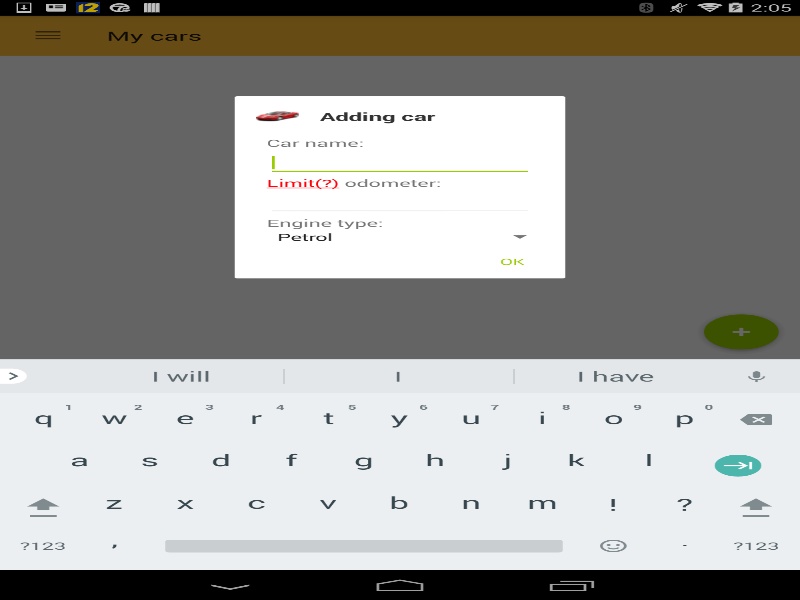 12 2:05
My cars
Adding car
Car name:
Limit(?) odometer:
Engine type:
Petrol
OK
+
I will I I have
q 1 w 2 e 3 r 4 t 5 y 6 u 7 i 8 o 9 p 0
a s d f g h j k l
z x c v b n m ! ?
?123 , . ?123